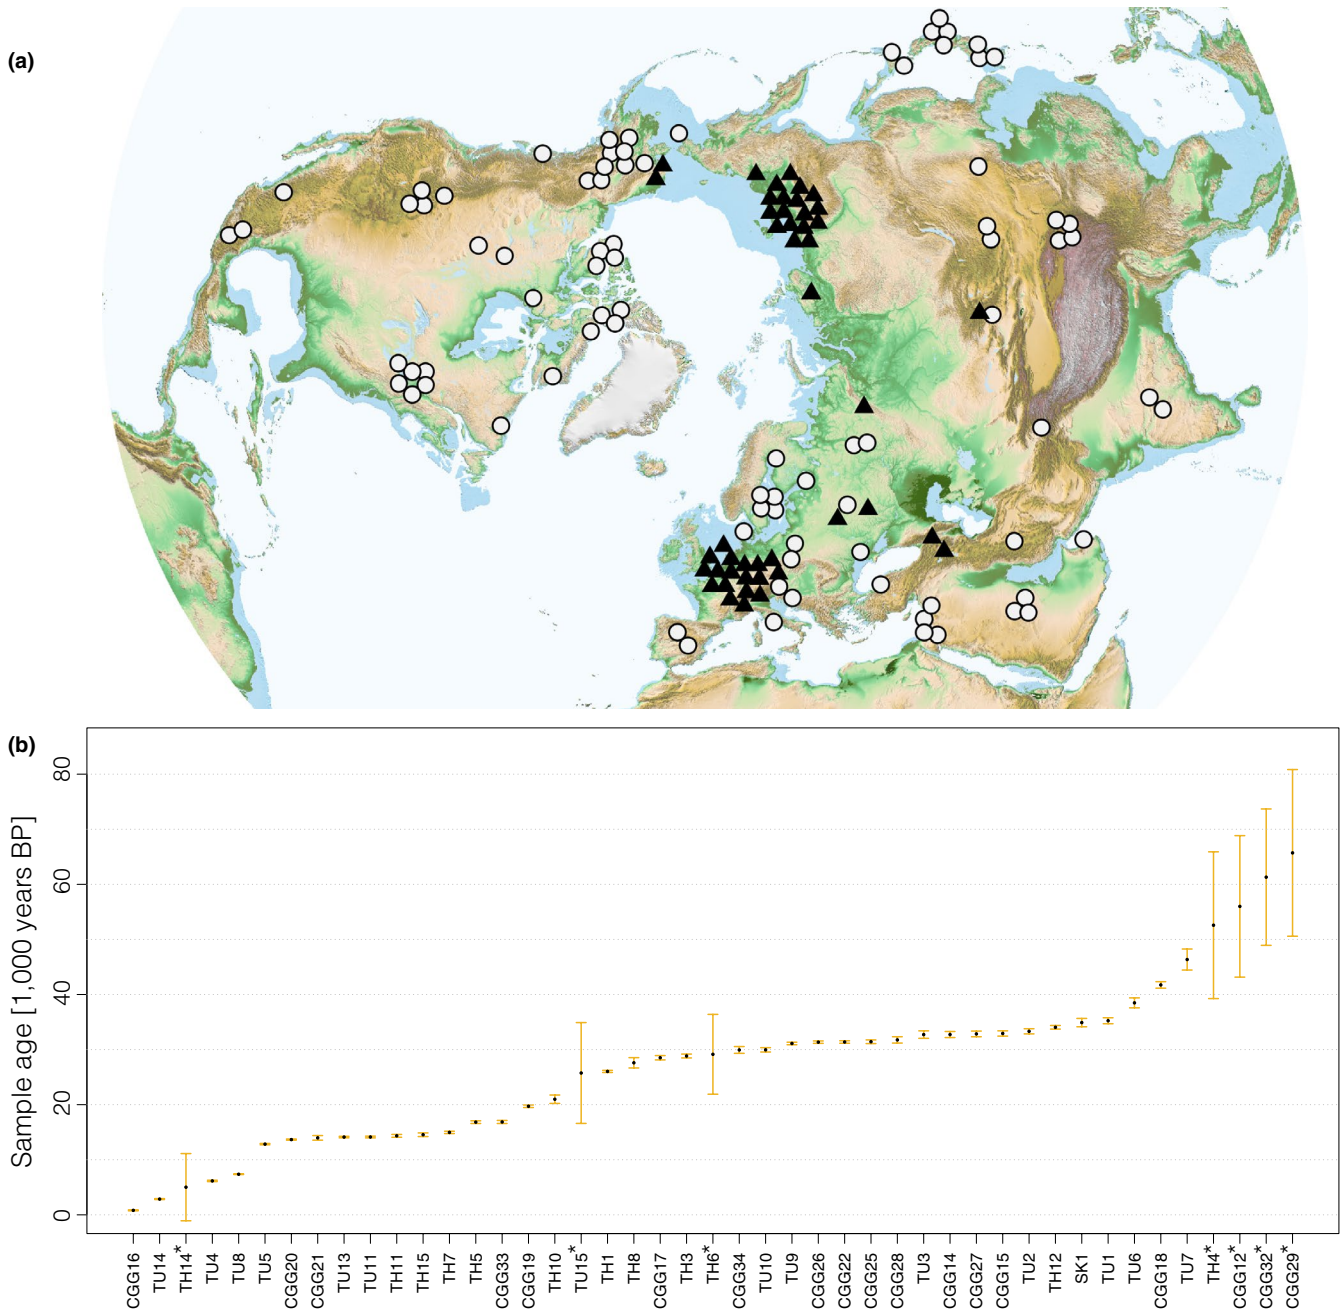 (a)
(b)
Sample age [1,000 years BP]
80
60
40
20
0
CGG16
TU14
TH14*
TU4
TU8
TU5
CGG20
CGG21
TU13
TU11
TH11
TH15
TH7
TH5
CGG33
CGG19
TH10
TU15*
TH1
TH8
CGG17
TH3
TH6*
CGG34
TU10
TU9
CGG26
CGG22
CGG25
CGG28
TU3
CGG14
CGG27
CGG15
TU2
TH12
SK1
TU1
TU6
CGG18
TU7
TH4*
CGG12*
CGG32*
CGG29*